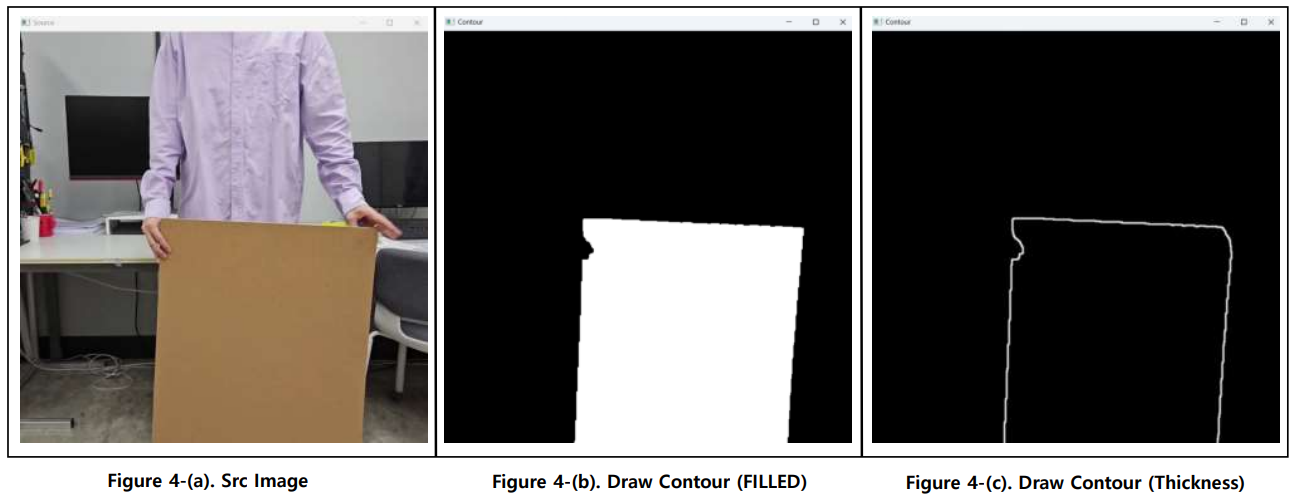 Source
Contour
Contour
Figure 4-(a). Src Image
Figure 4-(b). Draw Contour (FILLED)
Figure 4-(c). Draw Contour (Thickness)